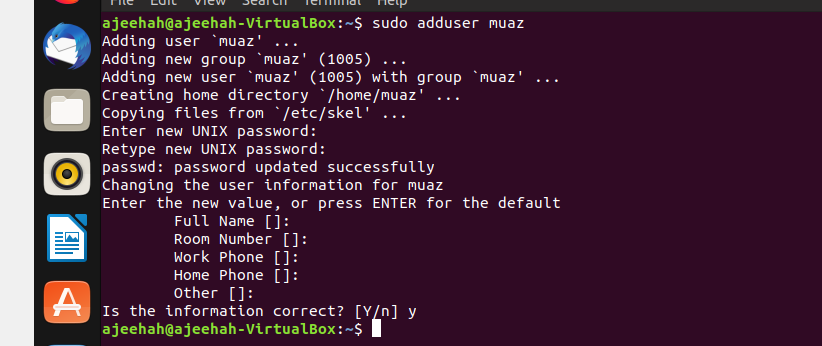 File Edit View Search Terminal Help
ajeehah@ajeehah-VirtualBox:~$ sudo adduser muaz
Adding user `muaz' ...
Adding new group `muaz' (1005) ...
Adding new user `muaz' (1005) with group `muaz' ...
Creating home directory `/home/muaz' ...
Copying files from `/etc/skel' ...
Enter new UNIX password:
Retype new UNIX password:
passwd: password updated successfully
Changing the user information for muaz
Enter the new value, or press ENTER for the default
        Full Name []:
        Room Number []:
        Work Phone []:
        Home Phone []:
        Other []:
Is the information correct? [Y/n] y
ajeehah@ajeehah-VirtualBox:~$